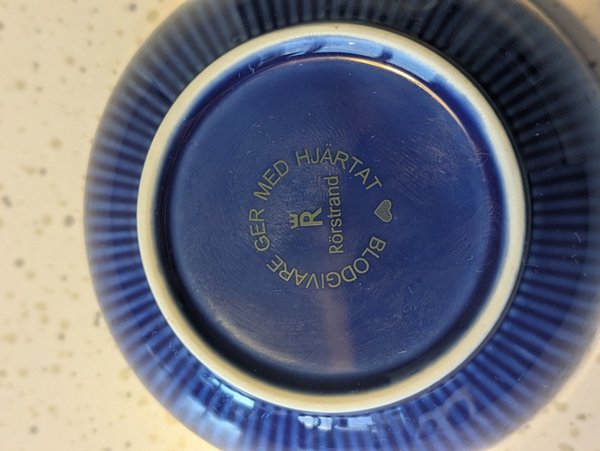 BLODGIVARE GER MED HJÄRTAT
R
Rörstrand